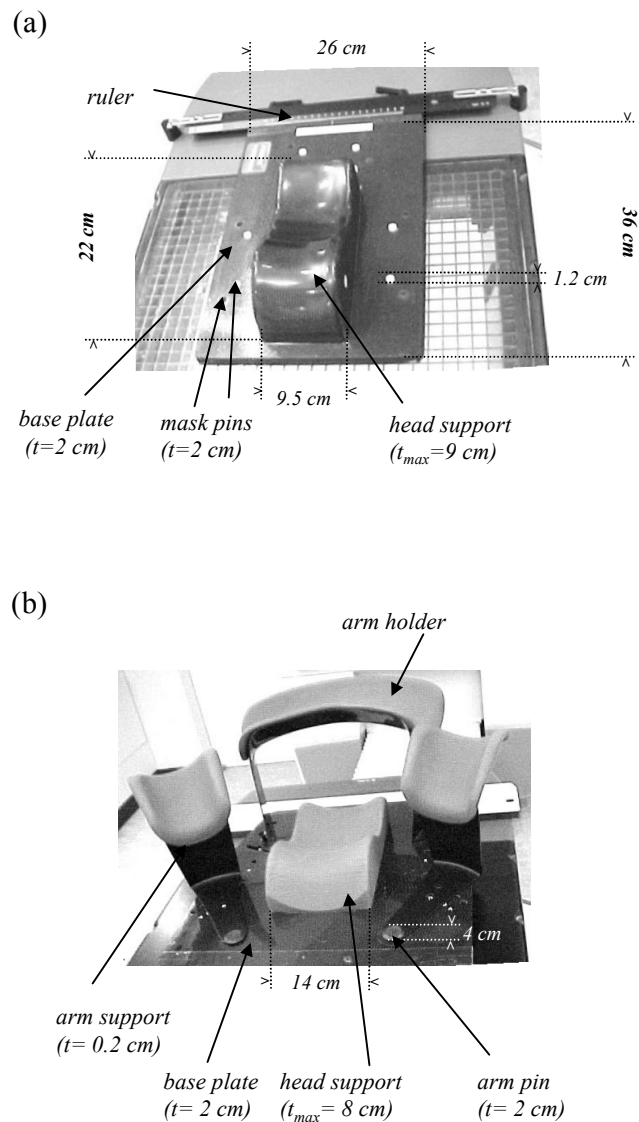 (a)
26 cm
ruler
22 cm
36 cm
1.2 cm
9.5 cm
base plate
(t=2 cm)
mask pins
(t=2 cm)
head support
(tmax=9 cm)
(b)
arm holder
4 cm
14 cm
arm support
(t= 0.2 cm)
base plate
(t= 2 cm)
head support
(tmax= 8 cm)
arm pin
(t= 2 cm)